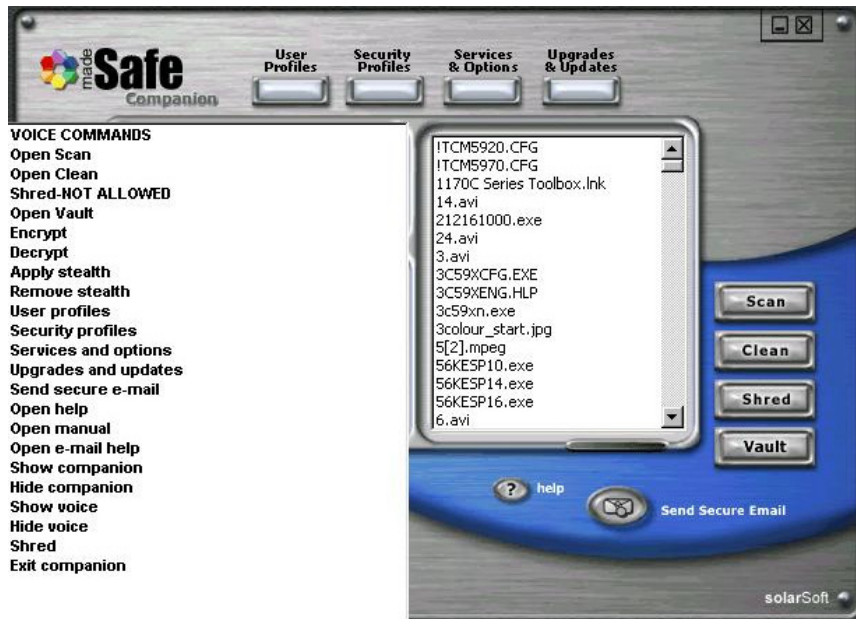 made Safe
Companion
User Profiles
Security Profiles
Services & Options
Upgrades & Updates
VOICE COMMANDS
Open Scan
Open Clean
Shred-NOT ALLOWED
Open Vault
Encrypt
Decrypt
Apply stealth
Remove stealth
User profiles
Security profiles
Services and options
Upgrades and updates
Send secure e-mail
Open help
Open manual
Open e-mail help
Show companion
Hide companion
Show voice
Hide voice
Shred
Exit companion
!TCM5920.CFG
!TCM5970.CFG
1170C Series Toolbox.lnk
14.avi
212161000.exe
24.avi
3.avi
3C59XCFG.EXE
3C59XENG.HLP
3c59xn.exe
3colour_start.jpg
5[2].mpeg
56KESP10.exe
56KESP14.exe
56KESP16.exe
6.avi
Scan
Clean
Shred
Vault
? help
Send Secure Email
solarSoft